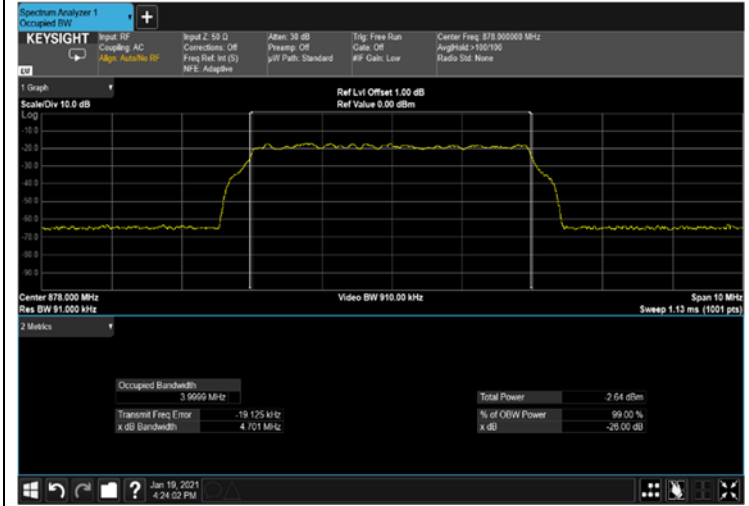 Spectrum Analyzer 1
Occupied BW
KEYSIGHT
Input: RF
Coupling: AC
Align: Auto/No RF
Input Z: 50 Ω
Corrections: Off
Freq Ref: Int (S)
NFE: Adaptive
Atten: 30 dB
Preamp: Off
µW Path: Standard
Trig: Free Run
Gate: Off
#IF Gain: Low
Center Freq: 878.000000 MHz
Avg|Hold:>100/100
Radio Std: None
1 Graph
Scale/Div 10.0 dB
Ref Lvl Offset 1.00 dB
Ref Value 0.00 dBm
Log
-10.0
-20.0
-30.0
-40.0
-50.0
-60.0
-70.0
-80.0
-90.0
Center 878.000 MHz
Res BW 91.000 kHz
Video BW 910.00 kHz
Span 10 MHz
Sweep 1.13 ms (1001 pts)
2 Metrics
Occupied Bandwidth
3.9999 MHz
Transmit Freq Error -19.125 kHz
x dB Bandwidth 4.701 MHz
Total Power -2.64 dBm
% of OBW Power 99.00 %
x dB -26.00 dB
Jan 19, 2021
4:24:02 PM